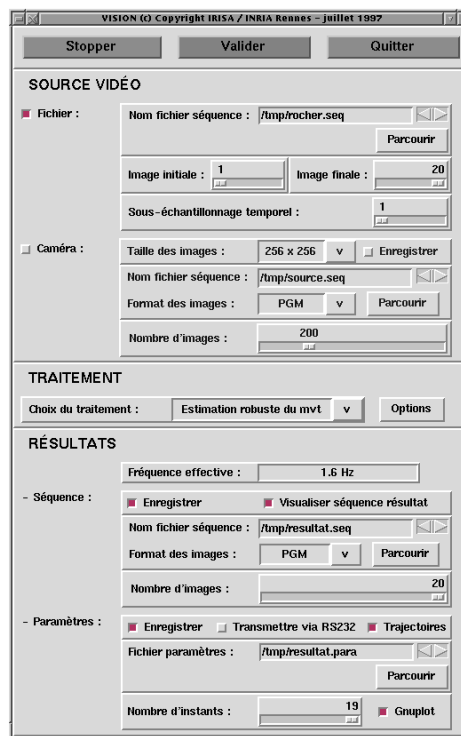 VISION (c) Copyright IRISA / INRIA Rennes - juillet 1997
Stopper Valider Quitter
SOURCE VIDÉO
Fichier : Nom fichier séquence : /tmp/rocher.seq
Parcourir
Image initiale : 1 Image finale : 20
Sous-échantillonnage temporel : 1
Caméra : Taille des images : 256 x 256 v Enregistrer
Nom fichier séquence : /tmp/source.seq
Format des images : PGM v Parcourir
Nombre d'images : 200
TRAITEMENT
Choix du traitement : Estimation robuste du mvt v Options
RÉSULTATS
Fréquence effective : 1.6 Hz
- Séquence : Enregistrer Visualiser séquence résultat
Nom fichier séquence : /tmp/resultat.seq
Format des images : PGM v Parcourir
Nombre d'images : 20
- Paramètres : Enregistrer Transmettre via RS232 Trajectoires
Fichier paramètres : /tmp/resultat.para
Parcourir
Nombre d'instants : 19 Gnuplot